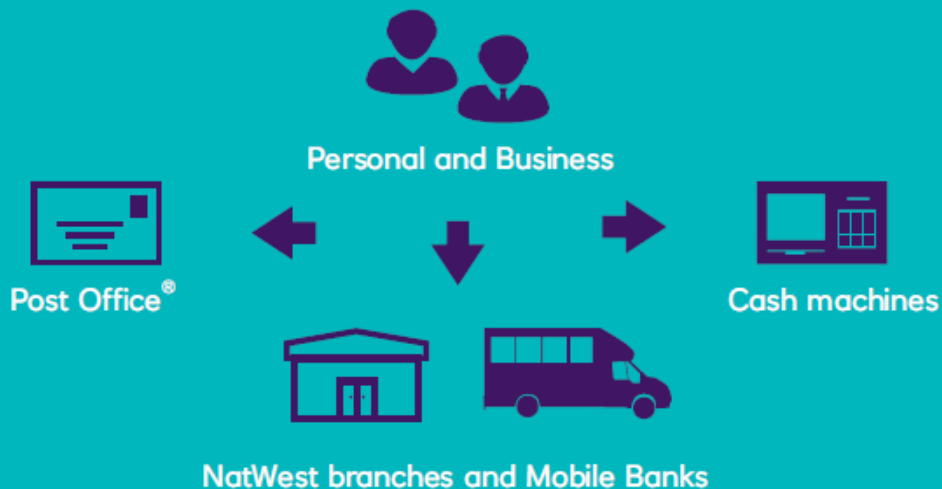 Personal and Business
Post Office®
Cash machines
NatWest branches and Mobile Banks